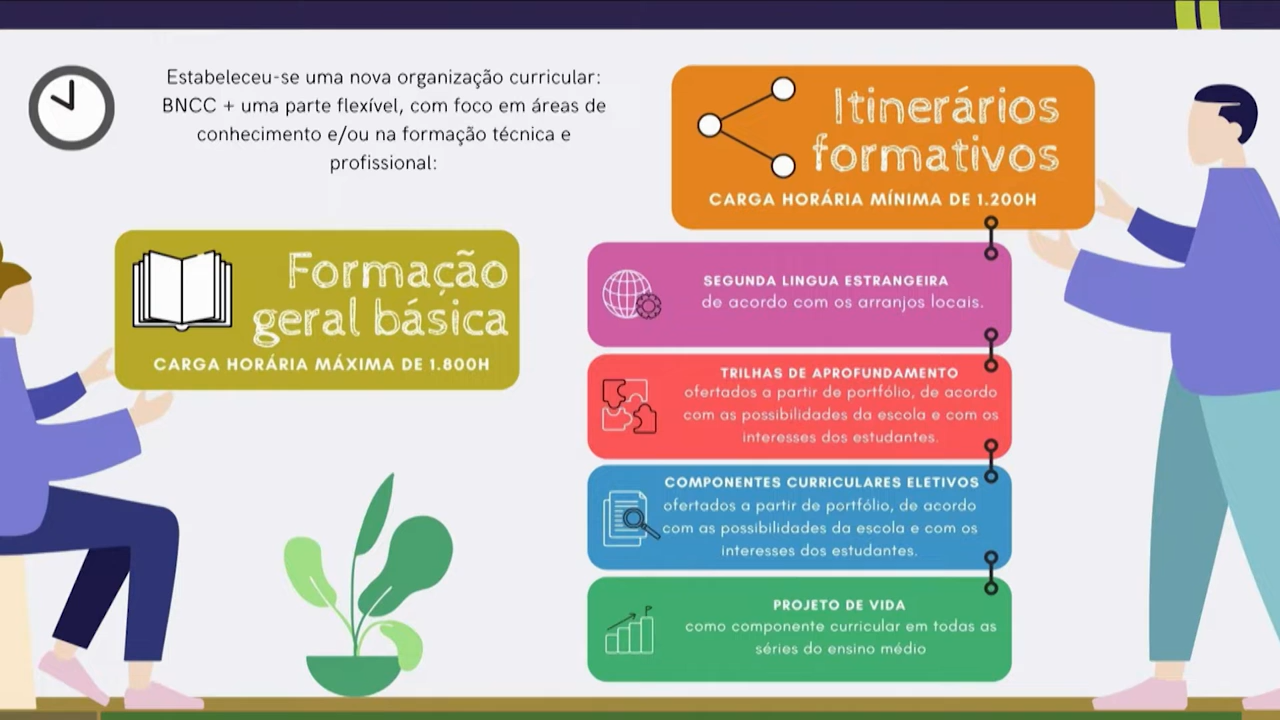 Estabeleceu-se uma nova organização curricular:
BNCC + uma parte flexível, com foco em áreas de
conhecimento e/ou na formação técnica e
profissional:
Formação
geral básica
CARGA HORÁRIA MÁXIMA DE 1.800H
Itinerários
formativos
CARGA HORÁRIA MÍNIMA DE 1.200H
SEGUNDA LINGUA ESTRANGEIRA
de acordo com os arranjos locais.
TRILHAS DE APROFUNDAMENTO
ofertados a partir de portfólio, de acordo
com as possibilidades da escola e com os
interesses dos estudantes.
COMPONENTES CURRICULARES ELETIVOS
ofertados a partir de portfólio, de acordo
com as possibilidades da escola e com os
interesses dos estudantes.
PROJETO DE VIDA
como componente curricular em todas as
séries do ensino médio